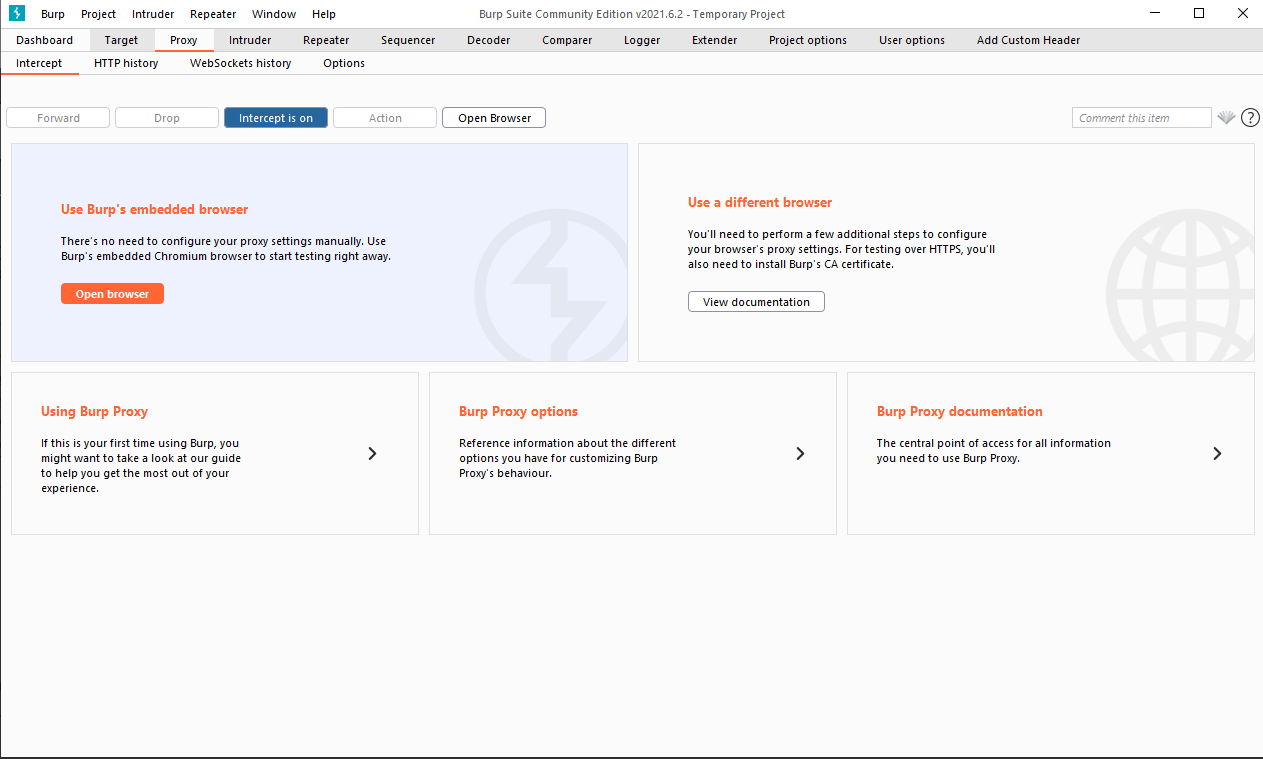 Burp Project Intruder Repeater Window Help Burp Suite Community Edition v2021.6.2 - Temporary Project
Dashboard Target Proxy Intruder Repeater Sequencer Decoder Comparer Logger Extender Project options User options Add Custom Header
Intercept HTTP history WebSockets history Options
Forward Drop Intercept is on Action Open Browser Comment this item ?
Use Burp's embedded browser
There's no need to configure your proxy settings manually. Use
Burp's embedded Chromium browser to start testing right away.
Open browser
Use a different browser
You'll need to perform a few additional steps to configure
your browser's proxy settings. For testing over HTTPS, you'll
also need to install Burp's CA certificate.
View documentation
Using Burp Proxy
If this is your first time using Burp, you
might want to take a look at our guide
to help you get the most out of your
experience.
Burp Proxy options
Reference information about the different
options you have for customizing Burp
Proxy's behaviour.
Burp Proxy documentation
The central point of access for all information
you need to use Burp Proxy.